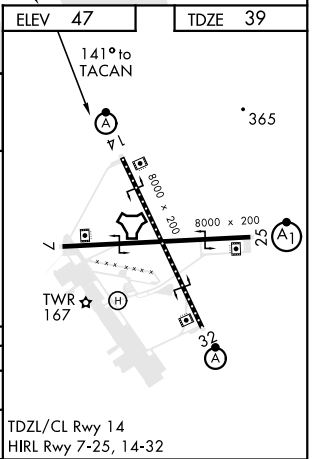 ELEV 47
TDZE 39
141° to
TACAN
A
14
365
8000 x 200
8000 x 200
7
25
A1
x x x x x x x
TWR
167
H
32
A
TDZL/CL Rwy 14
HIRL Rwy 7-25, 14-32